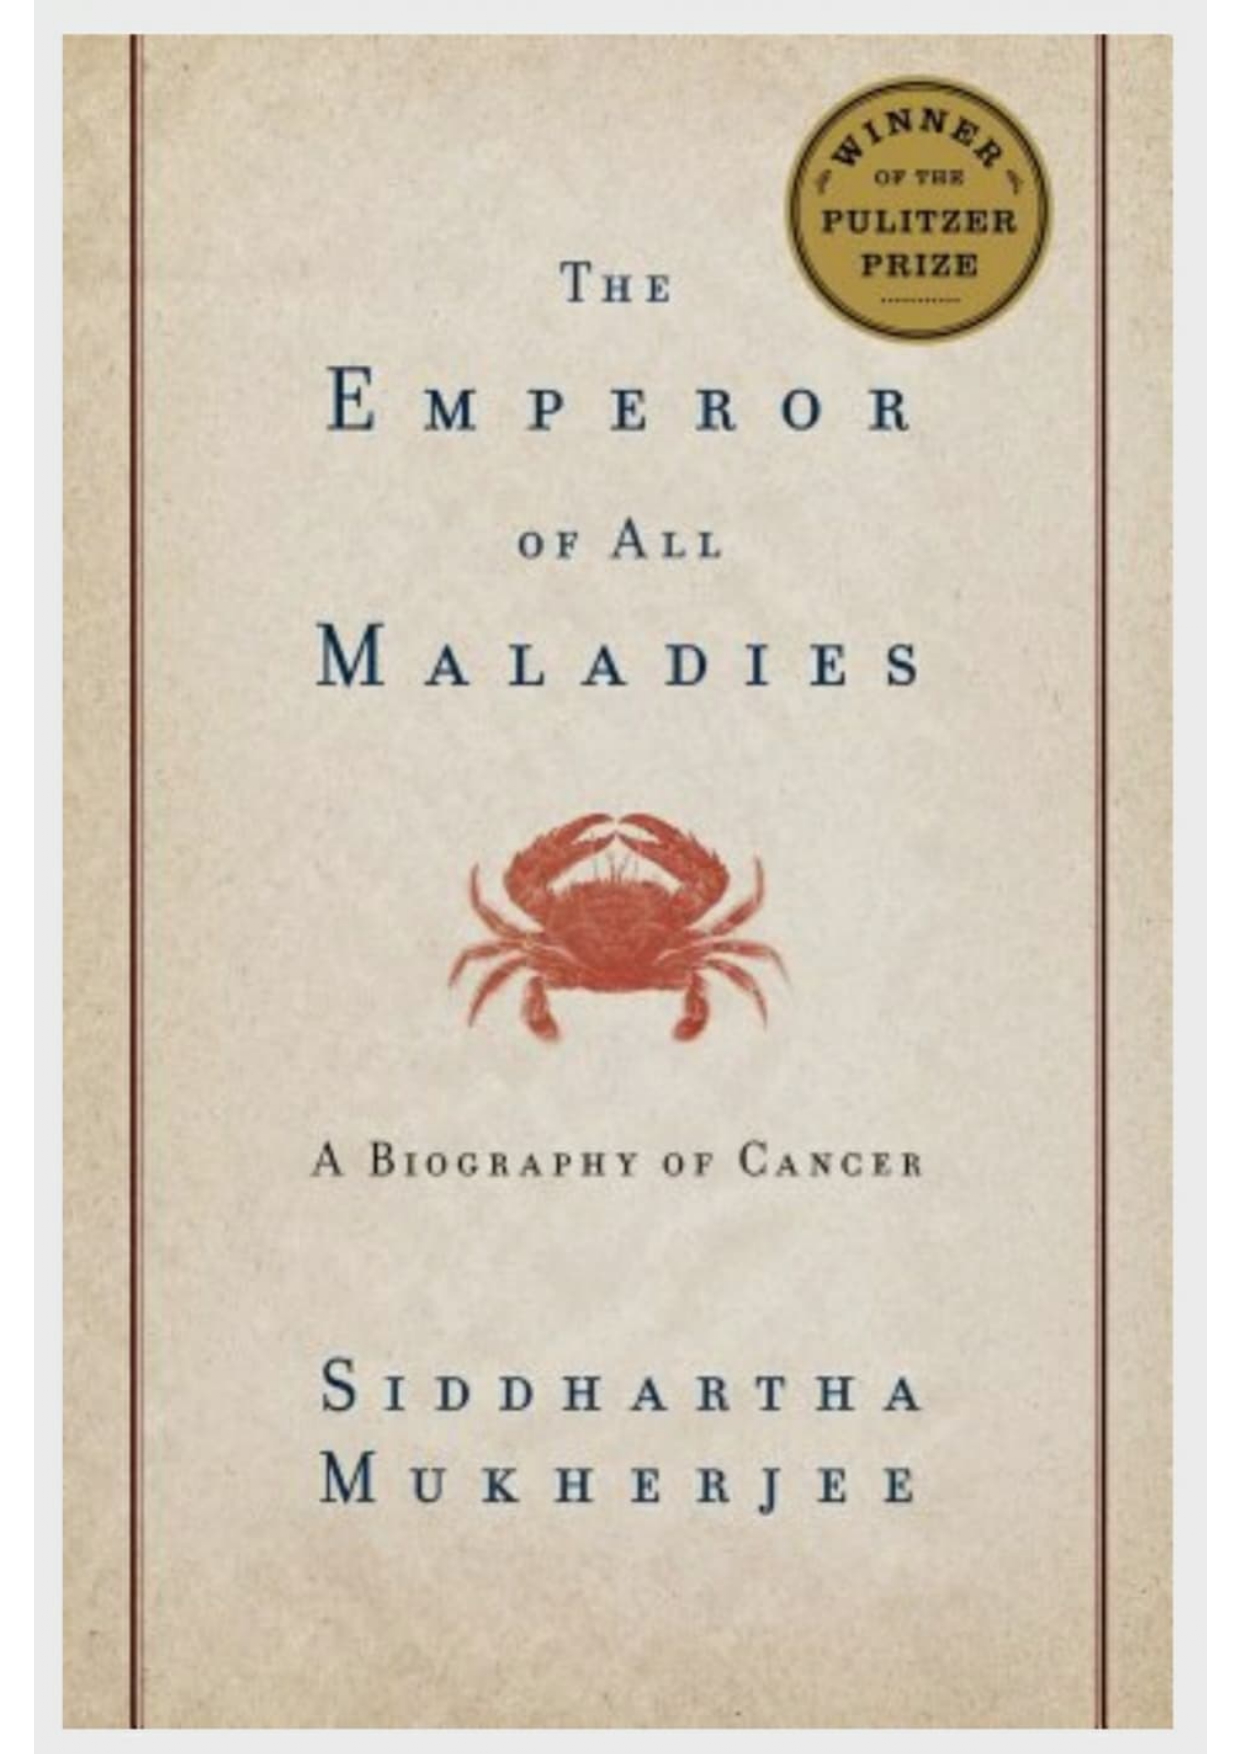 WINNER
OF THE
PULITZER
PRIZE
THE
EMPEROR
OF ALL
MALADIES
A BIOGRAPHY OF CANCER
SIDDHARTHA
MUKHERJEE